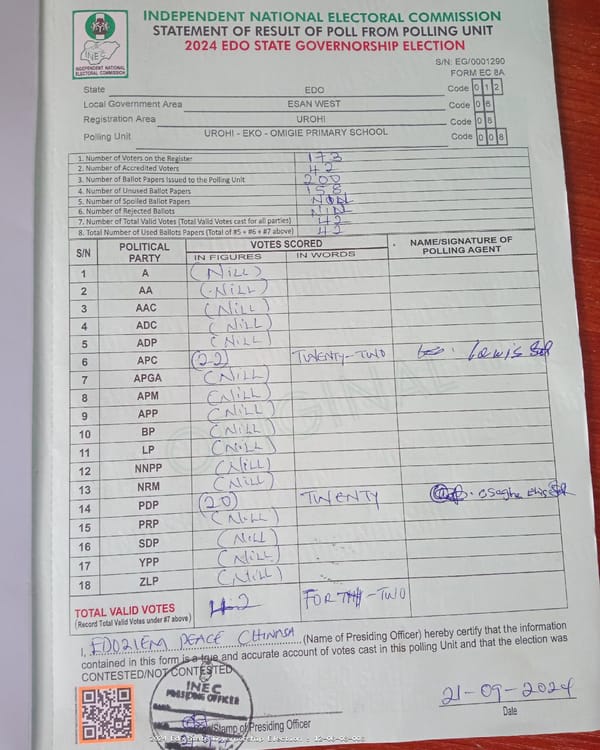 INDEPENDENT NATIONAL ELECTORAL COMMISSION
STATEMENT OF RESULT OF POLL FROM POLLING UNIT
2024 EDO STATE GOVERNORSHIP ELECTION
INEC
INDEPENDENT NATIONAL ELECTORAL COMMISSION
S/N: EG/0001290
FORM EC 8A
State EDO Code 0 1 2
Local Government Area ESAN WEST Code 0 8
Registration Area UROHI Code 0 8
Polling Unit UROHI - EKO - OMIGIE PRIMARY SCHOOL Code 0 0 8
1. Number of Voters on the Register 173
2. Number of Accredited Voters 42
3. Number of Ballot Papers Issued to the Polling Unit 200
4. Number of Unused Ballot Papers 158
5. Number of Spoiled Ballot Papers
6. Number of Rejected Ballots
7. Number of Total Valid Votes (Total Valid Votes cast for all parties) 42
8. Total Number of Used Ballots Papers (Total of #5 + #6 + #7 above) 42
S/N POLITICAL PARTY VOTES SCORED NAME/SIGNATURE OF POLLING AGENT
IN FIGURES IN WORDS
1 A (NiLL)
2 AA (NiLL)
3 AAC (NiLL)
4 ADC (NiLL)
5 ADP (NiLL)
6 APC (22) TWENTY-TWO Lewis
7 APGA (NiLL)
8 APM (NiLL)
9 APP (NiLL)
10 BP (NiLL)
11 LP (NiLL)
12 NNPP (NiLL)
13 NRM (NiLL)
14 PDP (20) TWENTY
15 PRP (NiLL)
16 SDP (NiLL)
17 YPP (NiLL)
18 ZLP (NiLL)
ORIGINAL
TOTAL VALID VOTES 42
(Record Total Valid Votes under #7 above)
I, EDOZIEM PEACE CHINASA (Name of Presiding Officer) hereby certify that the information
contained in this form is a true and accurate account of votes cast in this polling Unit and that the election was
CONTESTED/NOT CONTESTED
INEC
PRESIDING OFFICER
21-09-2024
Stamp of Presiding Officer
Date